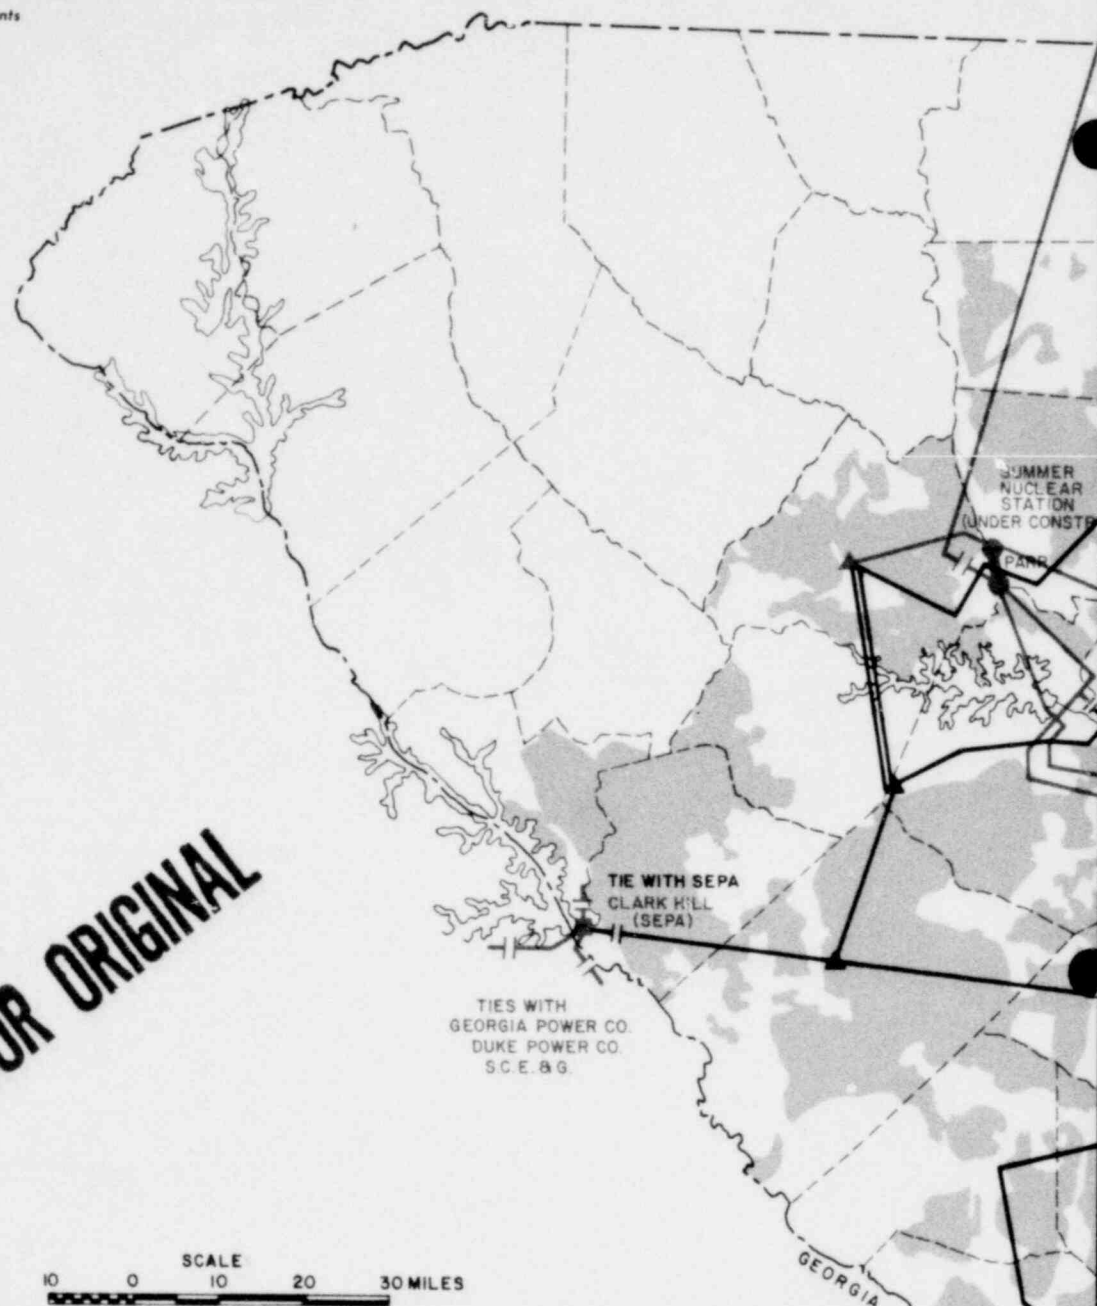 SUMMER
NUCLEAR
STATION
(UNDER CONSTR
PARR
TIE WITH SEPA
CLARK HILL
(SEPA)
TIES WITH
GEORGIA POWER CO.
DUKE POWER CO.
S.C.E.&G.
OR ORIGINAL
SCALE
10 0 10 20 30 MILES
GEORGIA